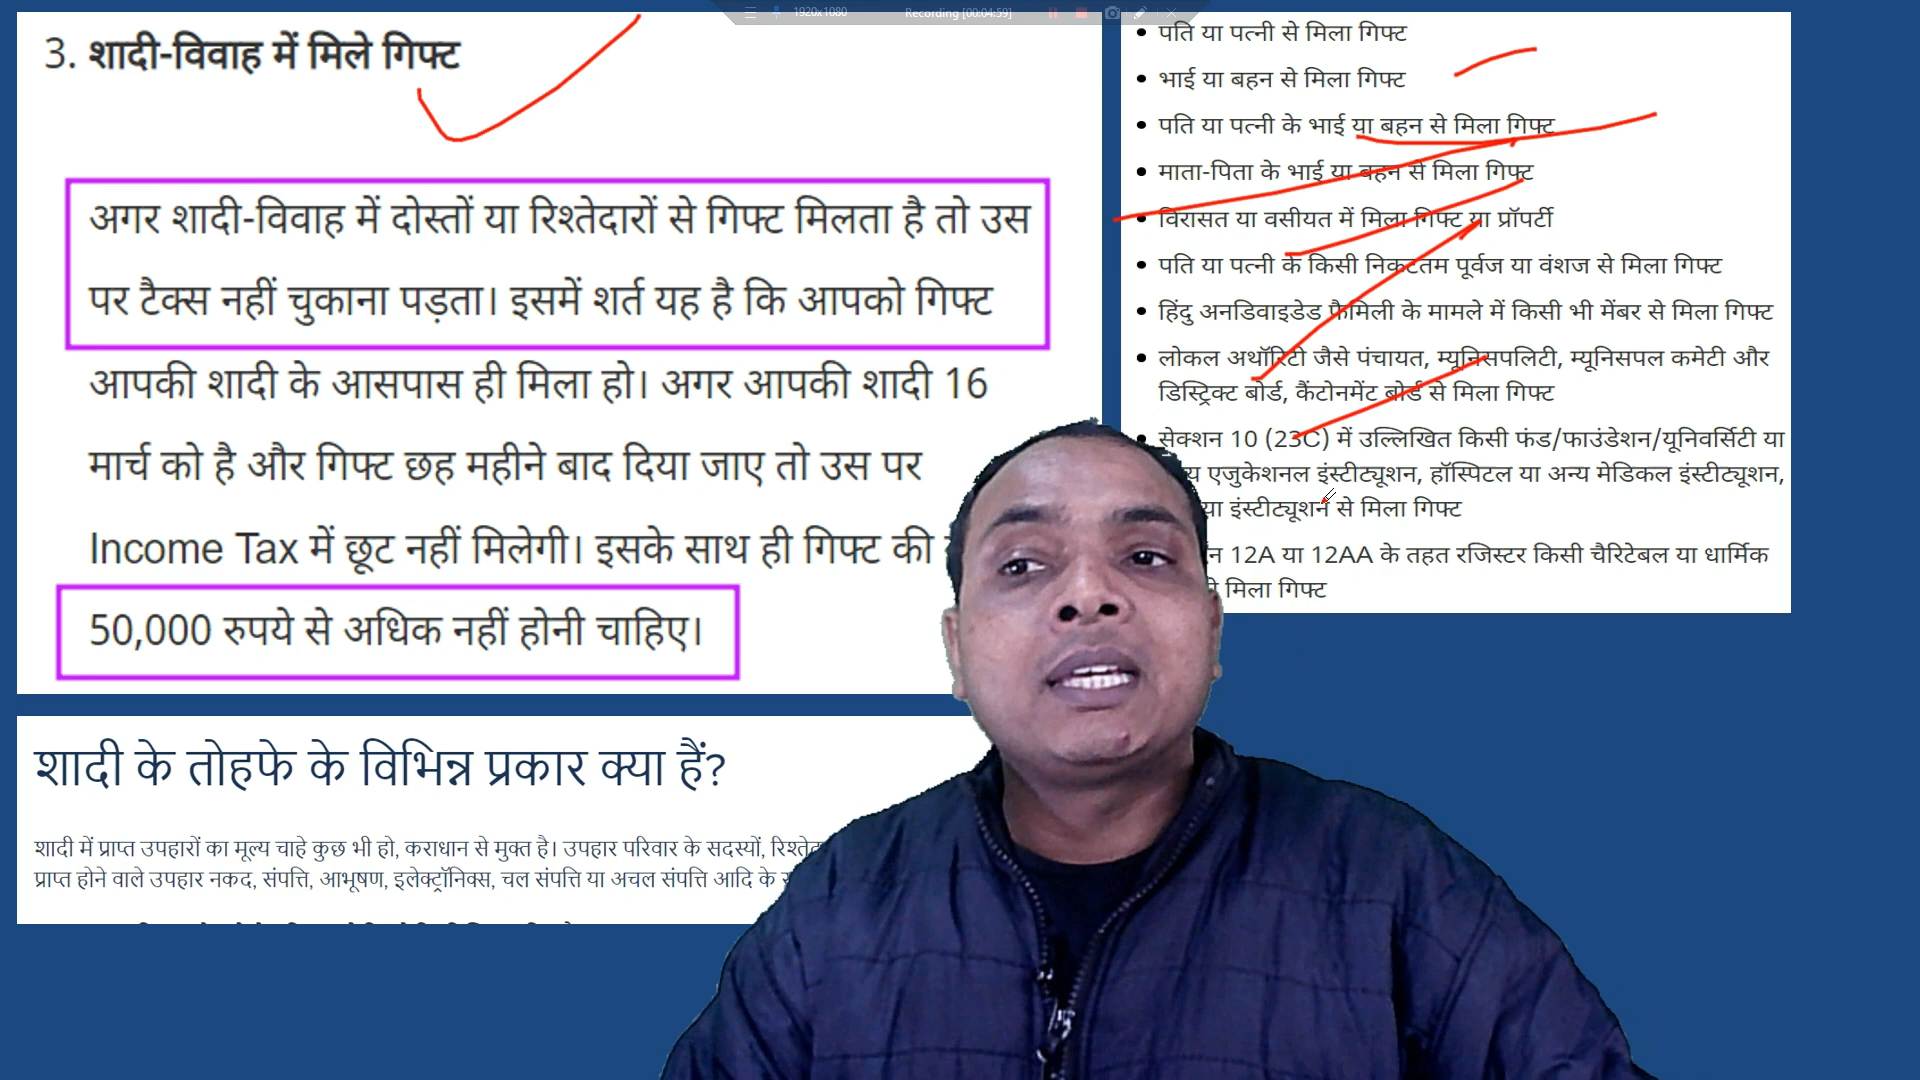 1920x1080 Recording [00:04:59]
3. शादी-विवाह में मिले गिफ्ट
अगर शादी-विवाह में दोस्तों या रिश्तेदारों से गिफ्ट मिलता है तो उस
पर टैक्स नहीं चुकाना पड़ता। इसमें शर्त यह है कि आपको गिफ्ट
आपकी शादी के आसपास ही मिला हो। अगर आपकी शादी 16
मार्च को है और गिफ्ट छह महीने बाद दिया जाए तो उस पर
Income Tax में छूट नहीं मिलेगी। इसके साथ ही गिफ्ट की
50,000 रुपये से अधिक नहीं होनी चाहिए।
शादी के तोहफे के विभिन्न प्रकार क्या हैं?
शादी में प्राप्त उपहारों का मूल्य चाहे कुछ भी हो, कराधान से मुक्त है। उपहार परिवार के सदस्यों,
प्राप्त होने वाले उपहार नकद, संपत्ति, आभूषण, इलेक्ट्रॉनिक्स, चल संपत्ति या अचल संपत्ति आदि के
• पति या पत्नी से मिला गिफ्ट
• भाई या बहन से मिला गिफ्ट
• पति या पत्नी के भाई या बहन से मिला गिफ्ट
• माता-पिता के भाई या बहन से मिला गिफ्ट
• विरासत या वसीयत में मिला गिफ्ट या प्रॉपर्टी
• पति या पत्नी के किसी निकटतम पूर्वज या वंशज से मिला गिफ्ट
• हिंदु अनडिवाइडेड फैमिली के मामले में किसी भी मेंबर से मिला गिफ्ट
• लोकल अथॉरिटी जैसे पंचायत, म्यूनिसपलिटी, म्यूनिसपल कमेटी और
डिस्ट्रिक्ट बोर्ड, कैंटोनमेंट बोर्ड से मिला गिफ्ट
• सेक्शन 10 (23C) में उल्लिखित किसी फंड/फाउंडेशन/यूनिवर्सिटी या
एजुकेशनल इंस्टीट्यूशन, हॉस्पिटल या अन्य मेडिकल इंस्टीट्यूशन,
या इंस्टीट्यूशन से मिला गिफ्ट
12A या 12AA के तहत रजिस्टर किसी चैरिटेबल या धार्मिक
मिला गिफ्ट